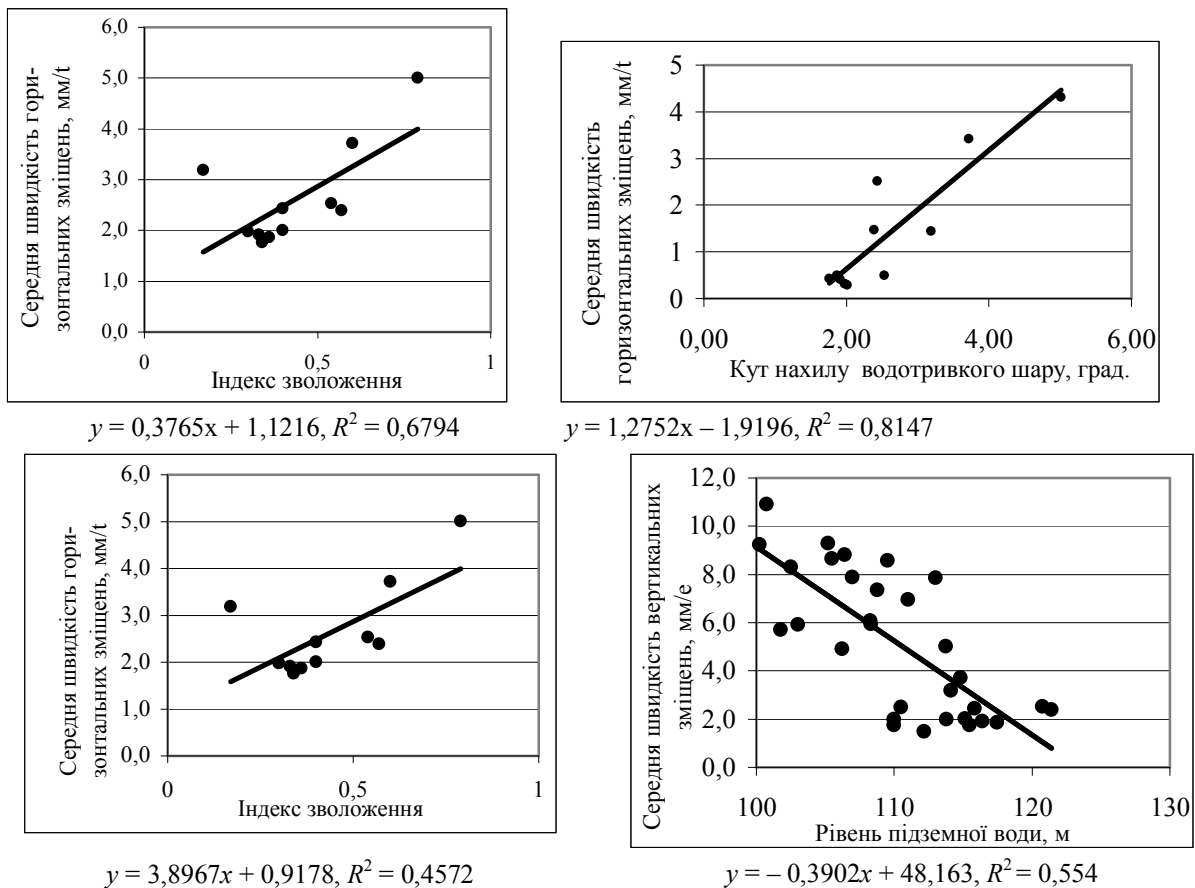 Середня швидкість гори-
зонтальних зміщень, мм/t
6,0
5,0
4,0
3,0
2,0
1,0
0,0
0
0,5
1
Індекс зволоження
y = 0,3765x + 1,1216, R² = 0,6794
Середня швидкість
горизонтальних зміщень, мм/t
5
4
3
2
1
0
0,00
2,00
4,00
6,00
Кут нахилу водотривкого шару, град.
y = 1,2752x – 1,9196, R² = 0,8147
Середня швидкість гори-
зонтальних зміщень, мм/t
6,0
5,0
4,0
3,0
2,0
1,0
0,0
0
0,5
1
Індекс зволоження
y = 3,8967x + 0,9178, R² = 0,4572
Середня швидкість вертикальних
зміщень, мм/е
12,0
10,0
8,0
6,0
4,0
2,0
0,0
100
110
120
130
Рівень підземної води, м
y = – 0,3902x + 48,163, R² = 0,554